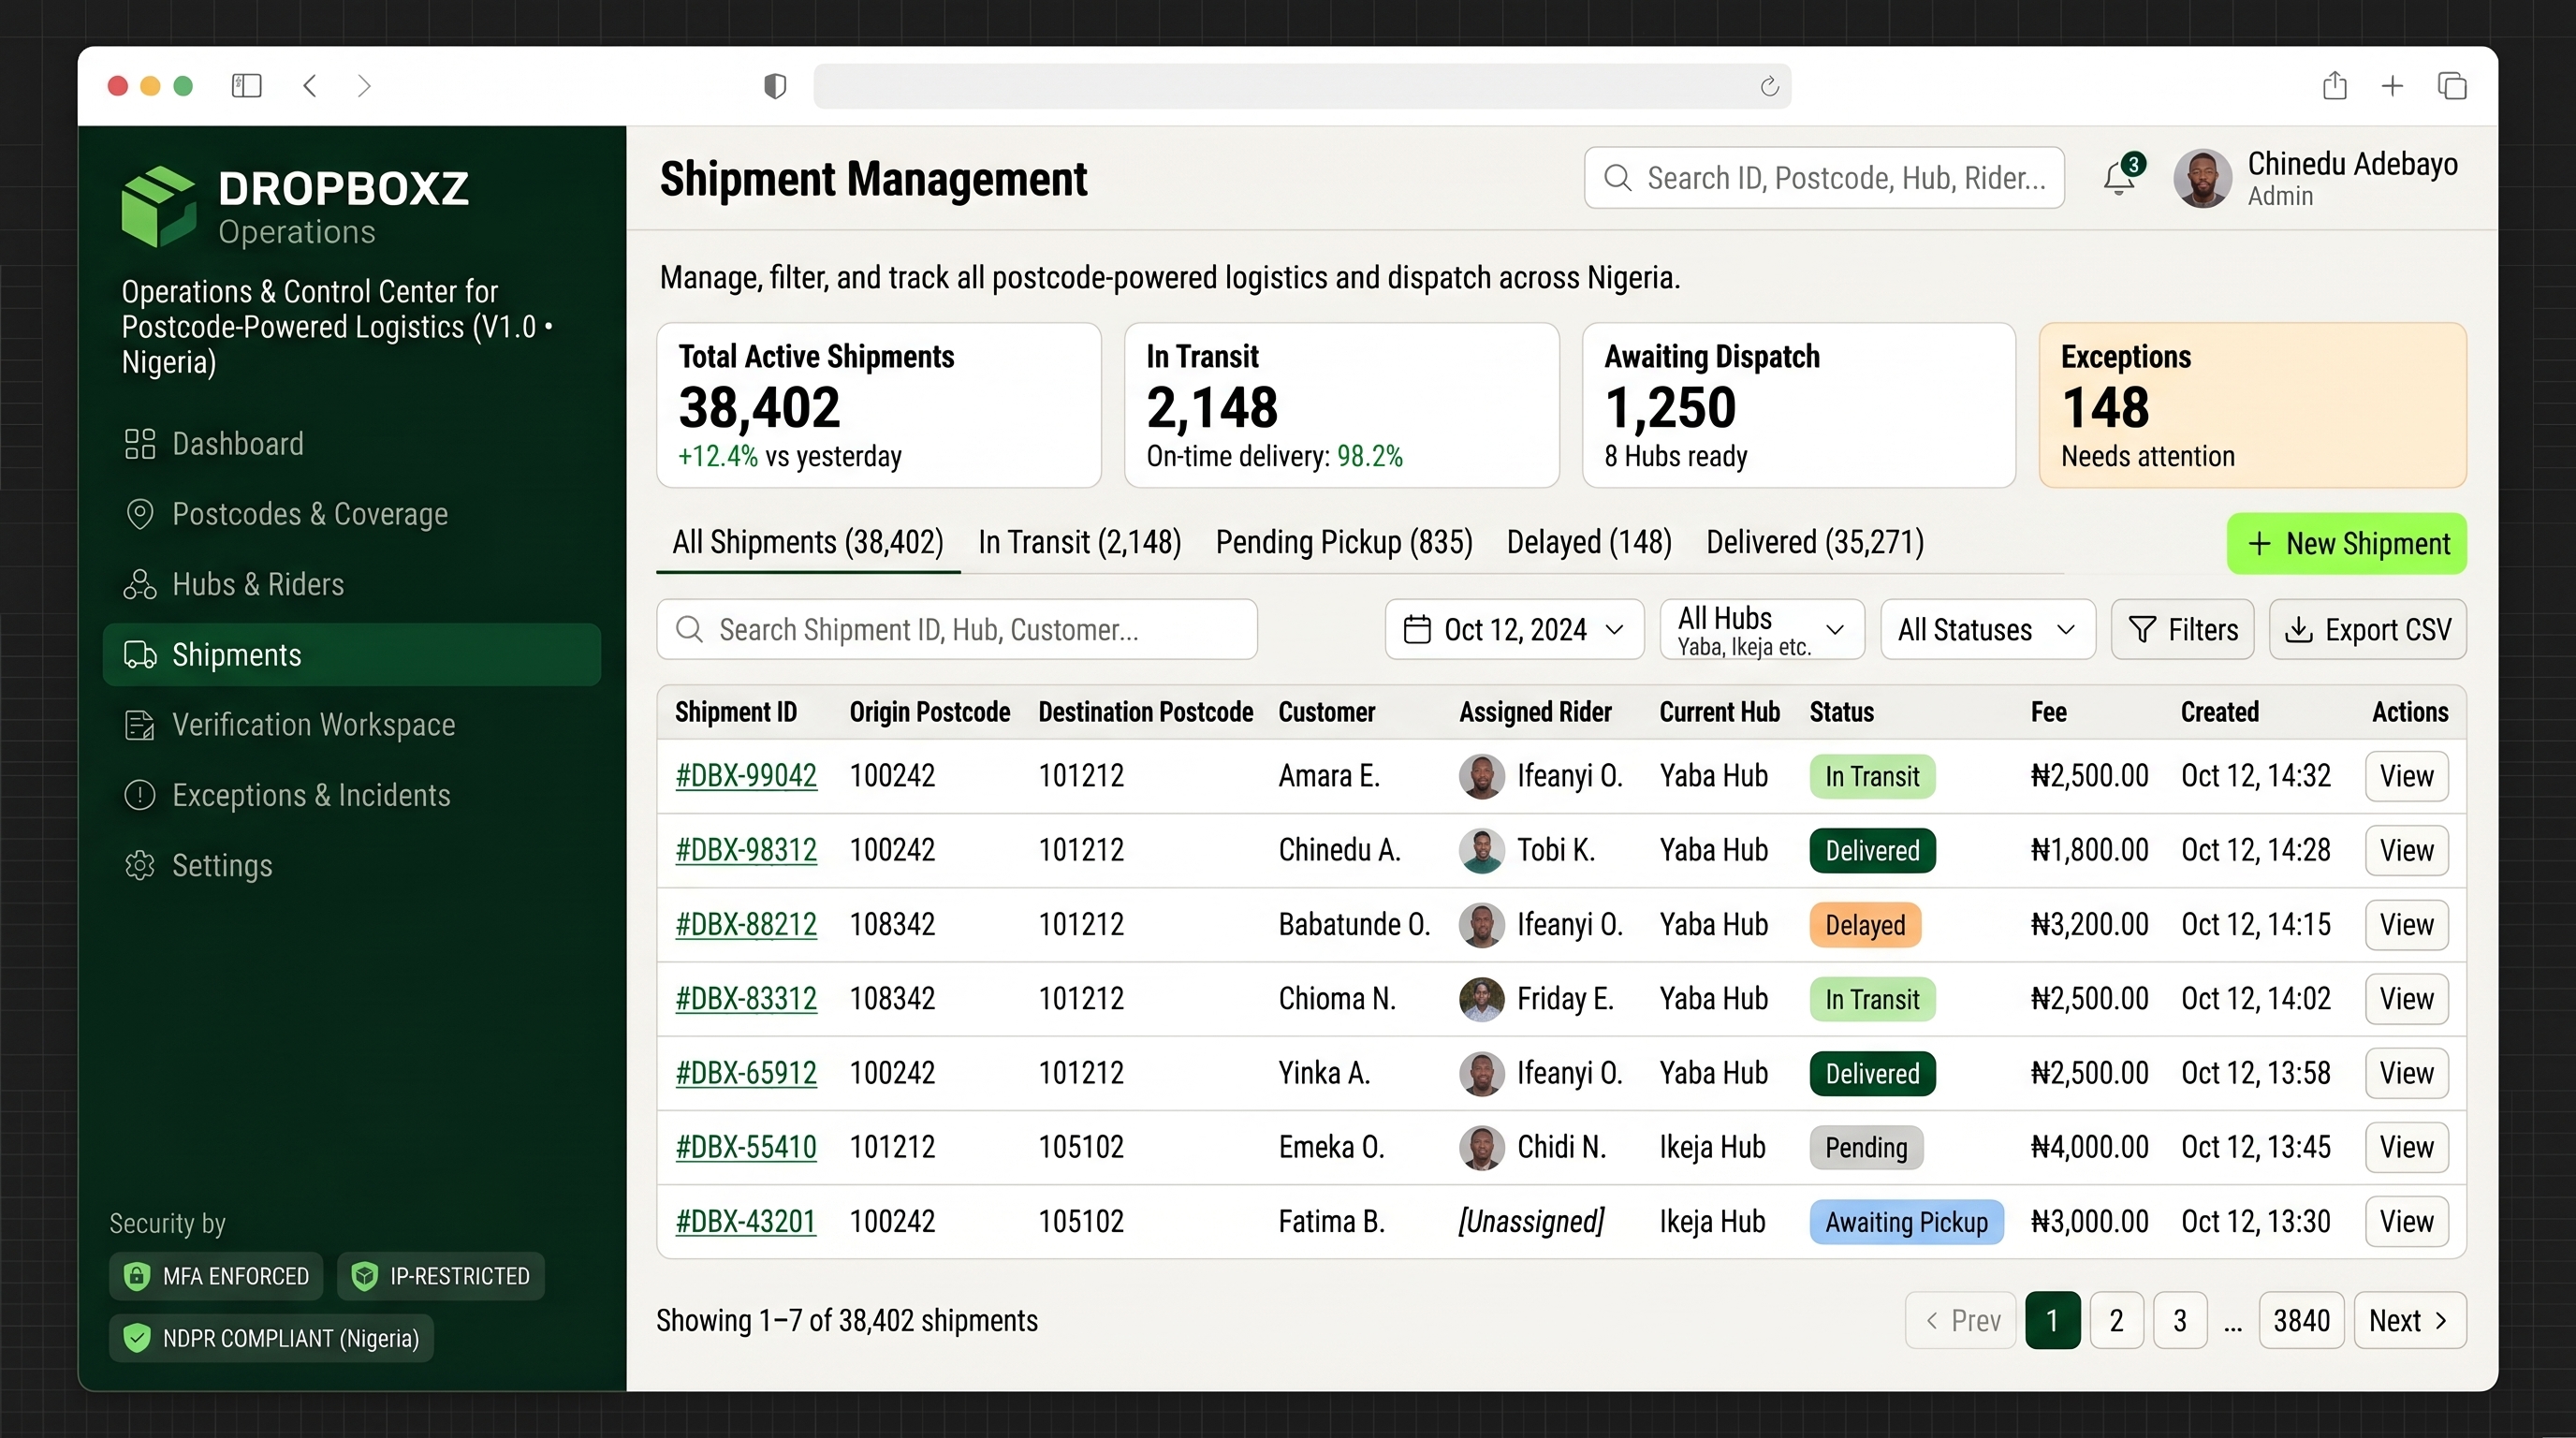 DROPBOXZ
Operations
Operations & Control Center for
Postcode-Powered Logistics (V1.0 •
Nigeria)
Dashboard
Postcodes & Coverage
Hubs & Riders
Shipments
Verification Workspace
Exceptions & Incidents
Settings
Security by
MFA ENFORCED IP-RESTRICTED
NDPR COMPLIANT (Nigeria)
Shipment Management
Search ID, Postcode, Hub, Rider...
3
Chinedu Adebayo
Admin
Manage, filter, and track all postcode-powered logistics and dispatch across Nigeria.
Total Active Shipments
38,402
+12.4% vs yesterday
In Transit
2,148
On-time delivery: 98.2%
Awaiting Dispatch
1,250
8 Hubs ready
Exceptions
148
Needs attention
All Shipments (38,402) In Transit (2,148) Pending Pickup (835) Delayed (148) Delivered (35,271)
+ New Shipment
Search Shipment ID, Hub, Customer...
Oct 12, 2024
All Hubs
Yaba, Ikeja etc.
All Statuses
Filters
Export CSV
Shipment ID Origin Postcode Destination Postcode Customer Assigned Rider Current Hub Status Fee Created Actions
#DBX-99042 100242 101212 Amara E. Ifeanyi O. Yaba Hub In Transit ₦2,500.00 Oct 12, 14:32 View
#DBX-98312 100242 101212 Chinedu A. Tobi K. Yaba Hub Delivered ₦1,800.00 Oct 12, 14:28 View
#DBX-88212 108342 101212 Babatunde O. Ifeanyi O. Yaba Hub Delayed ₦3,200.00 Oct 12, 14:15 View
#DBX-83312 108342 101212 Chioma N. Friday E. Yaba Hub In Transit ₦2,500.00 Oct 12, 14:02 View
#DBX-65912 100242 101212 Yinka A. Ifeanyi O. Yaba Hub Delivered ₦2,500.00 Oct 12, 13:58 View
#DBX-55410 101212 105102 Emeka O. Chidi N. Ikeja Hub Pending ₦4,000.00 Oct 12, 13:45 View
#DBX-43201 100242 105102 Fatima B. [Unassigned] Ikeja Hub Awaiting Pickup ₦3,000.00 Oct 12, 13:30 View
Showing 1–7 of 38,402 shipments
Prev 1 2 3 ... 3840 Next